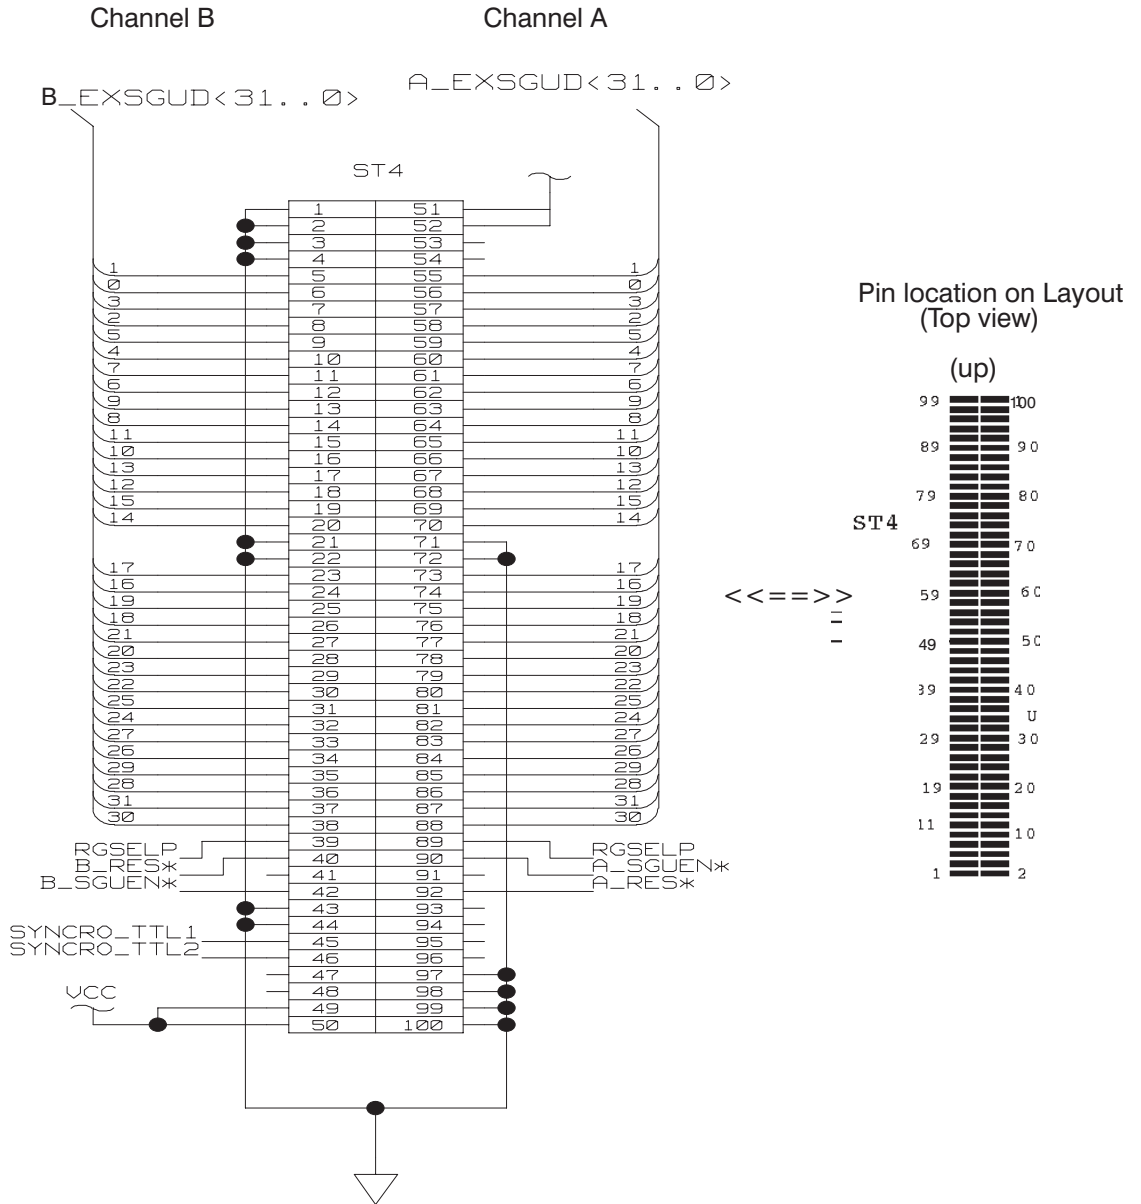 Channel B Channel A
B_EXSGUD<31..0> A_EXSGUD<31..0>
ST4
1 51
2 52
3 53
4 54
1 5 55 1
0 6 56 0
3 7 57 3
2 8 58 2
5 9 59 5
4 10 60 4
7 11 61 7
6 12 62 6
9 13 63 9
8 14 64 8
11 15 65 11
10 16 66 10
13 17 67 13
12 18 68 12
15 19 69 15
14 20 70 14
21 71
22 72
17 23 73 17
16 24 74 16
19 25 75 19
18 26 76 18
21 27 77 21
20 28 78 20
23 29 79 23
22 30 80 22
25 31 81 25
24 32 82 24
27 33 83 27
26 34 84 26
29 35 85 29
28 36 86 28
31 37 87 31
30 38 88 30
RGSELP 39 89 RGSELP
B_RES* 40 90 A_SGUEN*
B_SGUEN* 41 91 A_RES*
42 92
43 93
44 94
SYNCRO_TTL1 45 95
SYNCRO_TTL2 46 96
47 97
VCC 48 98
49 99
50 100
<<==>>
Pin location on Layout
(Top view)
(up)
99 100
89 90
79 80
ST4
69 70
59 60
49 50
39 40
U
29 30
19 20
11 10
1 2